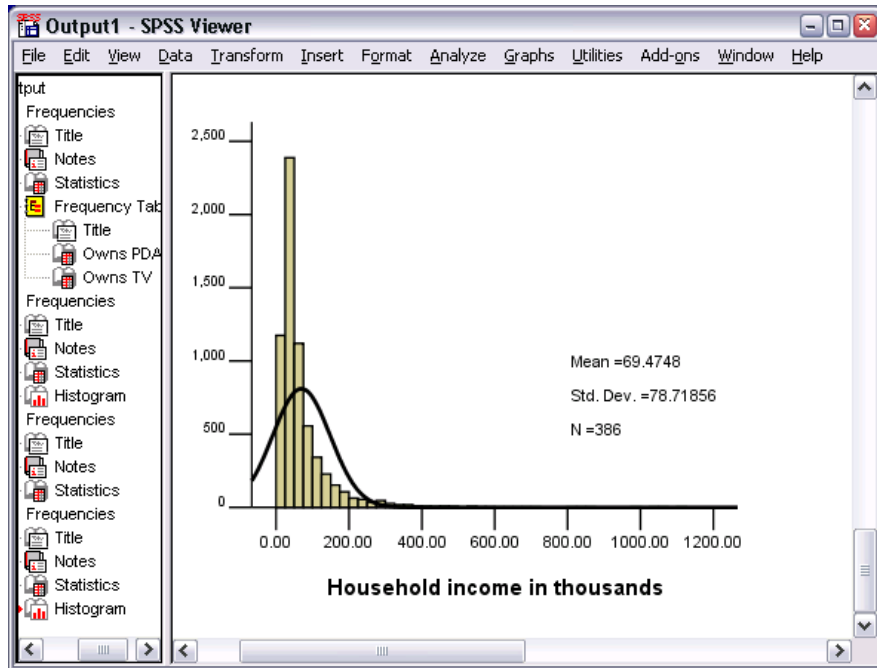 Output1 - SPSS Viewer
File Edit View Data Transform Insert Format Analyze Graphs Utilities Add-ons Window Help
tput
Frequencies
Title
Notes
Statistics
Frequency Tab
Title
Owns PDA
Owns TV
Frequencies
Title
Notes
Statistics
Histogram
Frequencies
Title
Notes
Statistics
Frequencies
Title
Notes
Statistics
Histogram
2,500
2,000
1,500
1,000
500
0
Mean =69.4748
Std. Dev. =78.71856
N =386
0.00 200.00 400.00 600.00 800.00 1000.00 1200.00
Household income in thousands